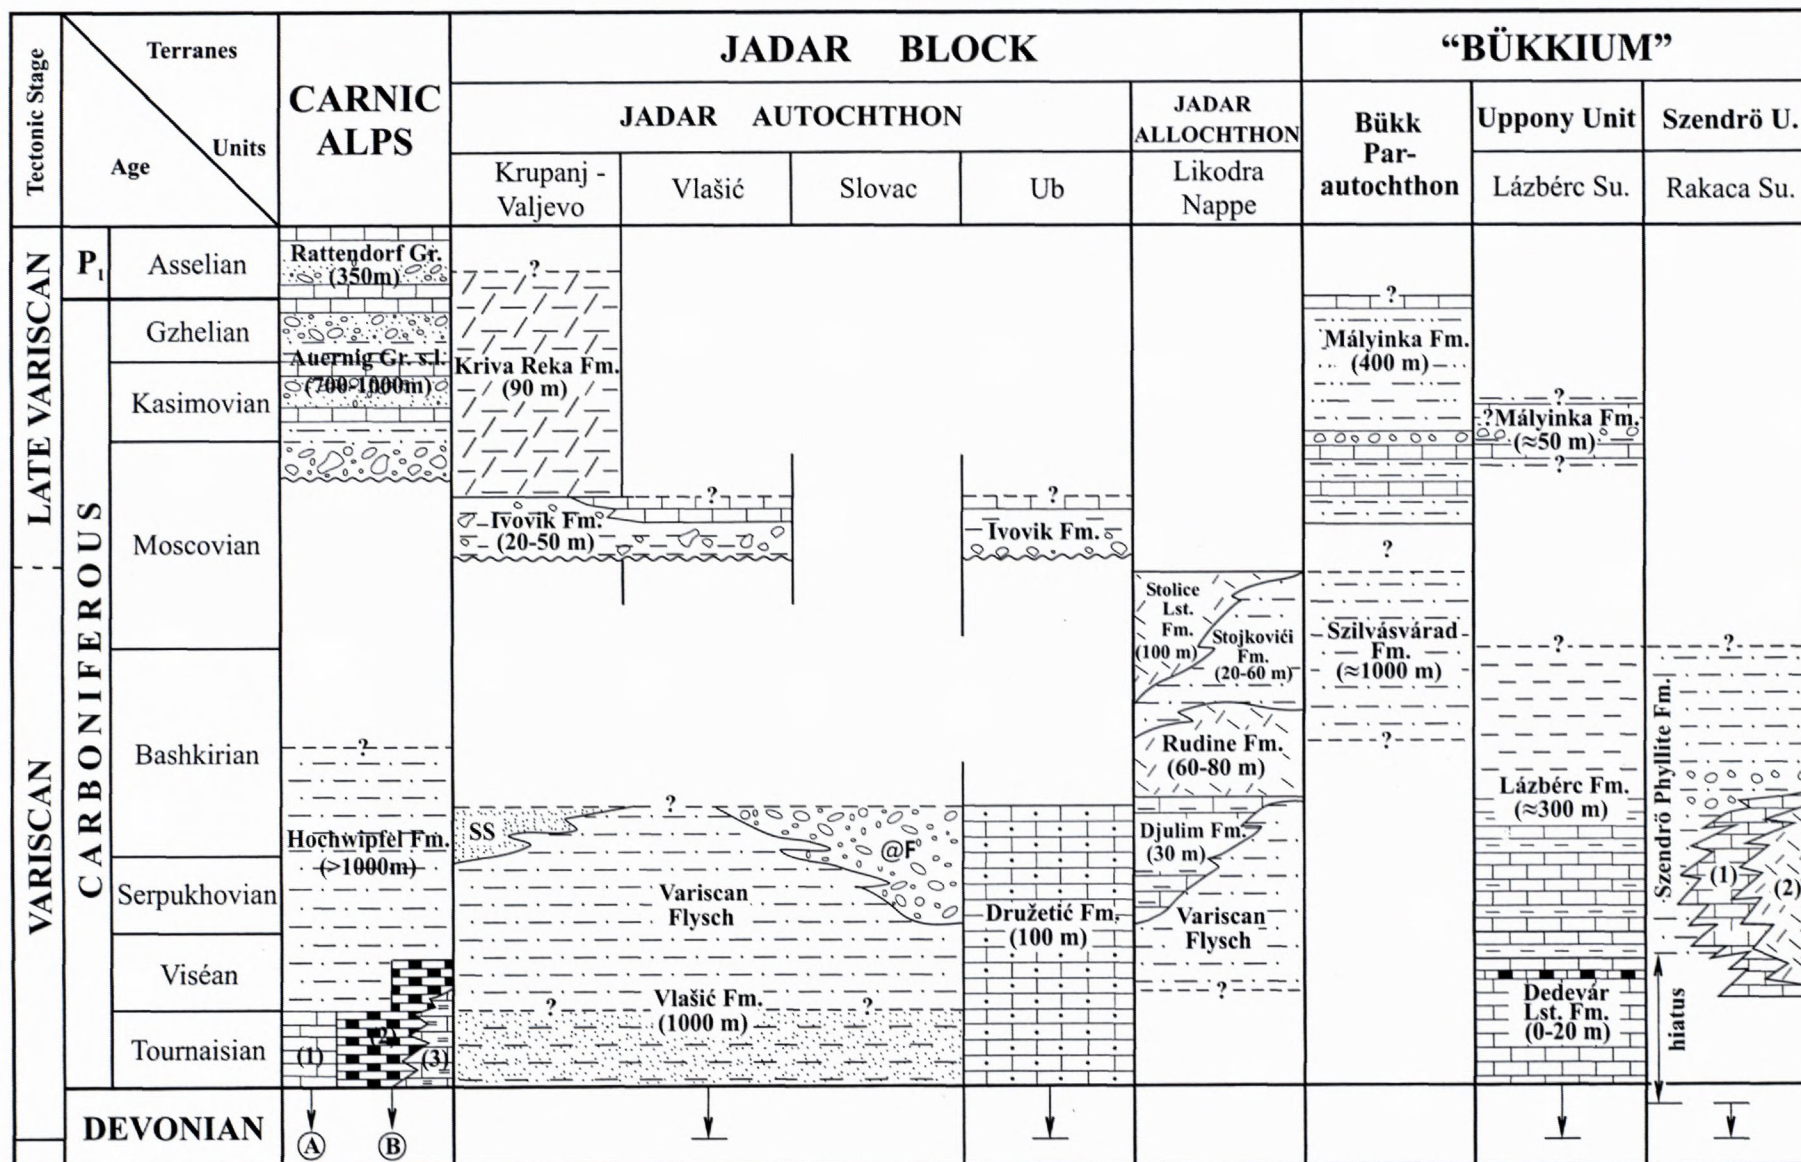 Tectonic Stage
Terranes
Units
Age
CARNIC
ALPS
JADAR BLOCK
"BÜKKIUM"
JADAR AUTOCHTHON
JADAR
ALLOCHTHON
Bükk
Par-
autochthon
Uppony Unit
Szendrö U.
Krupanj -
Valjevo
Vlašić
Slovac
Ub
Likodra
Nappe
Lázbérc Su.
Rakaca Su.
LATE VARISCAN
VARISCAN
P₁
CARBONIFEROUS
Asselian
Gzhelian
Kasimovian
Moscovian
Bashkirian
Serpukhovian
Viséan
Tournaisian
DEVONIAN
Rattendorf Gr.
(350m)
Auernig Gr. s.l.
(700-1000m)
?
Hochwipfel Fm.
(>1000m)
(1)
(2)
(3)
A
B
?
Kriva Reka Fm.
(90 m)
Ivovik Fm.
(20-50 m)
?
?
Ivovik Fm.
?
SS
@F
Variscan
Flysch
?
Vlašić Fm.
(1000 m)
?
Družetić Fm.
(100 m)
Stolice
Lst.
Fm.
(100 m)
Stojkovići
Fm.
(20-60 m)
Rudine Fm.
(60-80 m)
Djulim Fm.
(30 m)
Variscan
Flysch
?
?
Mályinka Fm.
(400 m)
?
Szilvásvárad
Fm.
(≈1000 m)
?
?
?Mályinka Fm.
(≈50 m)
?
?
Lázbérc Fm.
(≈300 m)
Dedevár
Lst. Fm.
(0-20 m)
?
Szendrö Phyllite Fm.
(1)
(2)
hiatus